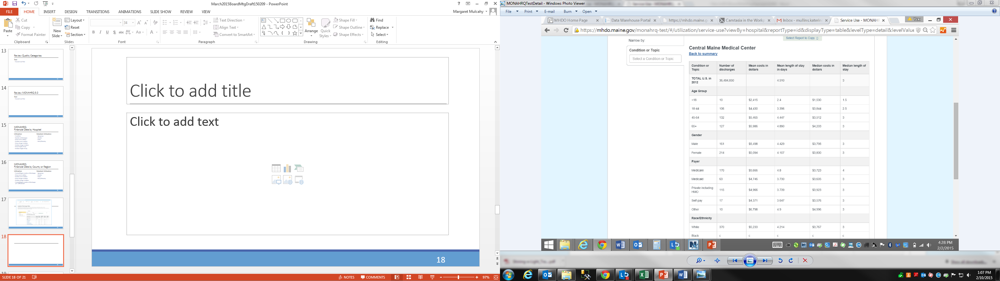 March2015BoardMtgDraft150209 - PowerPoint
FILE HOME INSERT DESIGN TRANSITIONS ANIMATIONS SLIDE SHOW REVIEW VIEW
Margaret Mulcahy
Cut
Copy
Format Painter
Paste
Clipboard
New Slide
Layout
Reset
Section
Slides
34
Font
Text Direction
Align Text
Convert to SmartArt
Paragraph
Arrange
Quick Styles
Shape Fill
Shape Outline
Shape Effects
Drawing
Find
Replace
Select
Editing
13
Review Quality Categories
14
Review MONAHRQ 5.0
15
MONAHRQ:
Financial Data by Hospital
Utilization Detailed Utilization
16
MONAHRQ:
Financial Data by County or Region
Utilization Detailed Utilization
17
18
Click to add title
Click to add text
18
SLIDE 18 OF 21
NOTES COMMENTS 97%
MONAHRQTestDetail - Windows Photo Viewer
File Print E-mail Burn Open
MHDO Home Page
Data Warehouse Portal
https://mhdo.maine.g
Camtasia in the Workp
Inbox - mullins.katerin
Service Use - MONAHR
You
https://mhdo.maine.gov/monahrq-test/#/utilization/service-use?viewBy=hospital&reportType=id&displayType=table&levelType=detail&levelValue
Select Report to Copy
Narrow by:
Condition or Topic
Select a Condition or Topic
Central Maine Medical Center
Back to summary
Condition or Topic Number of discharges Mean costs in dollars Mean length of stay in days Median costs in dollars Median length of stay
TOTAL U.S. in 2012 36,484,850 4.510 3
Age Group
<18 10 $2,415 2.4 $1,530 1.5
18-44 106 $4,430 3.396 $3,844 2.5
45-64 132 $5,465 4.447 $3,512 3
65+ 127 $5,986 4.890 $4,203 3
Gender
Male 161 $5,498 4.429 $3,795 3
Female 214 $5,094 4.107 $3,800 3
Payer
Medicare 170 $5,666 4.8 $3,723 4
Medicaid 63 $4,746 3.730 $3,605 3
Private including HMO 115 $4,966 3.739 $3,923 3
Self-pay 17 $4,371 3.647 $3,576 3
Other 10 $6,798 4.9 $4,996 3
Race/Ethnicity
White 370 $5,233 4.214 $3,767 3
Black c c c c c
4:28 PM
2/2/2015
1:07 PM
2/10/2015